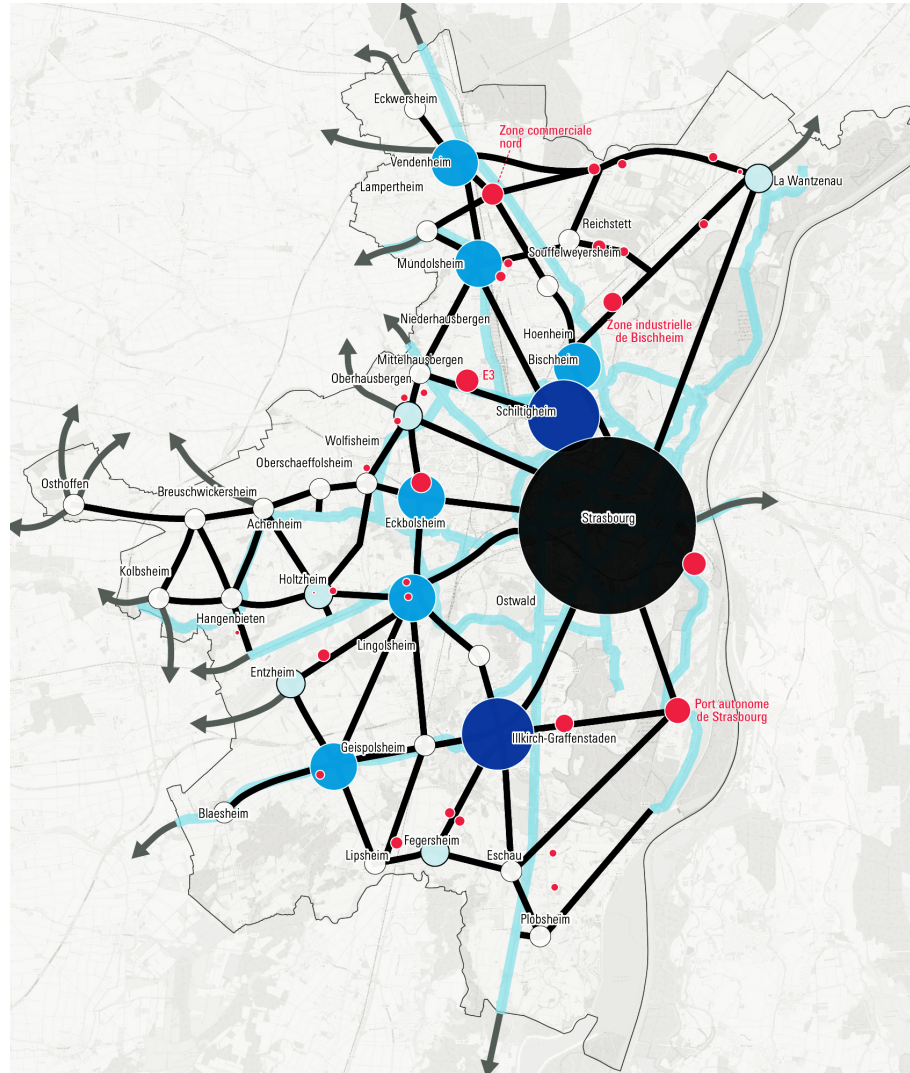 Eckwersheim
Zone commerciale
nord
Vendenheim
Lampertheim
La Wantzenau
Reichstett
Souffelweyersheim
Mundolsheim
Niederhausbergen
Zone industrielle
de Bischheim
Hoenheim
Bischheim
Mittelhausbergen
Oberhausbergen
E3
Schiltigheim
Wolfisheim
Oberschaeffolsheim
Osthoffen
Breuschwickersheim
Achenheim
Eckbolsheim
Strasbourg
Kolbsheim
Holtzheim
Hangenbieten
Ostwald
Lingolsheim
Entzheim
Port autonome
de Strasbourg
Illkirch-Graffenstaden
Geispolsheim
Blaesheim
Fegersheim
Lipsheim
Eschau
Plobsheim